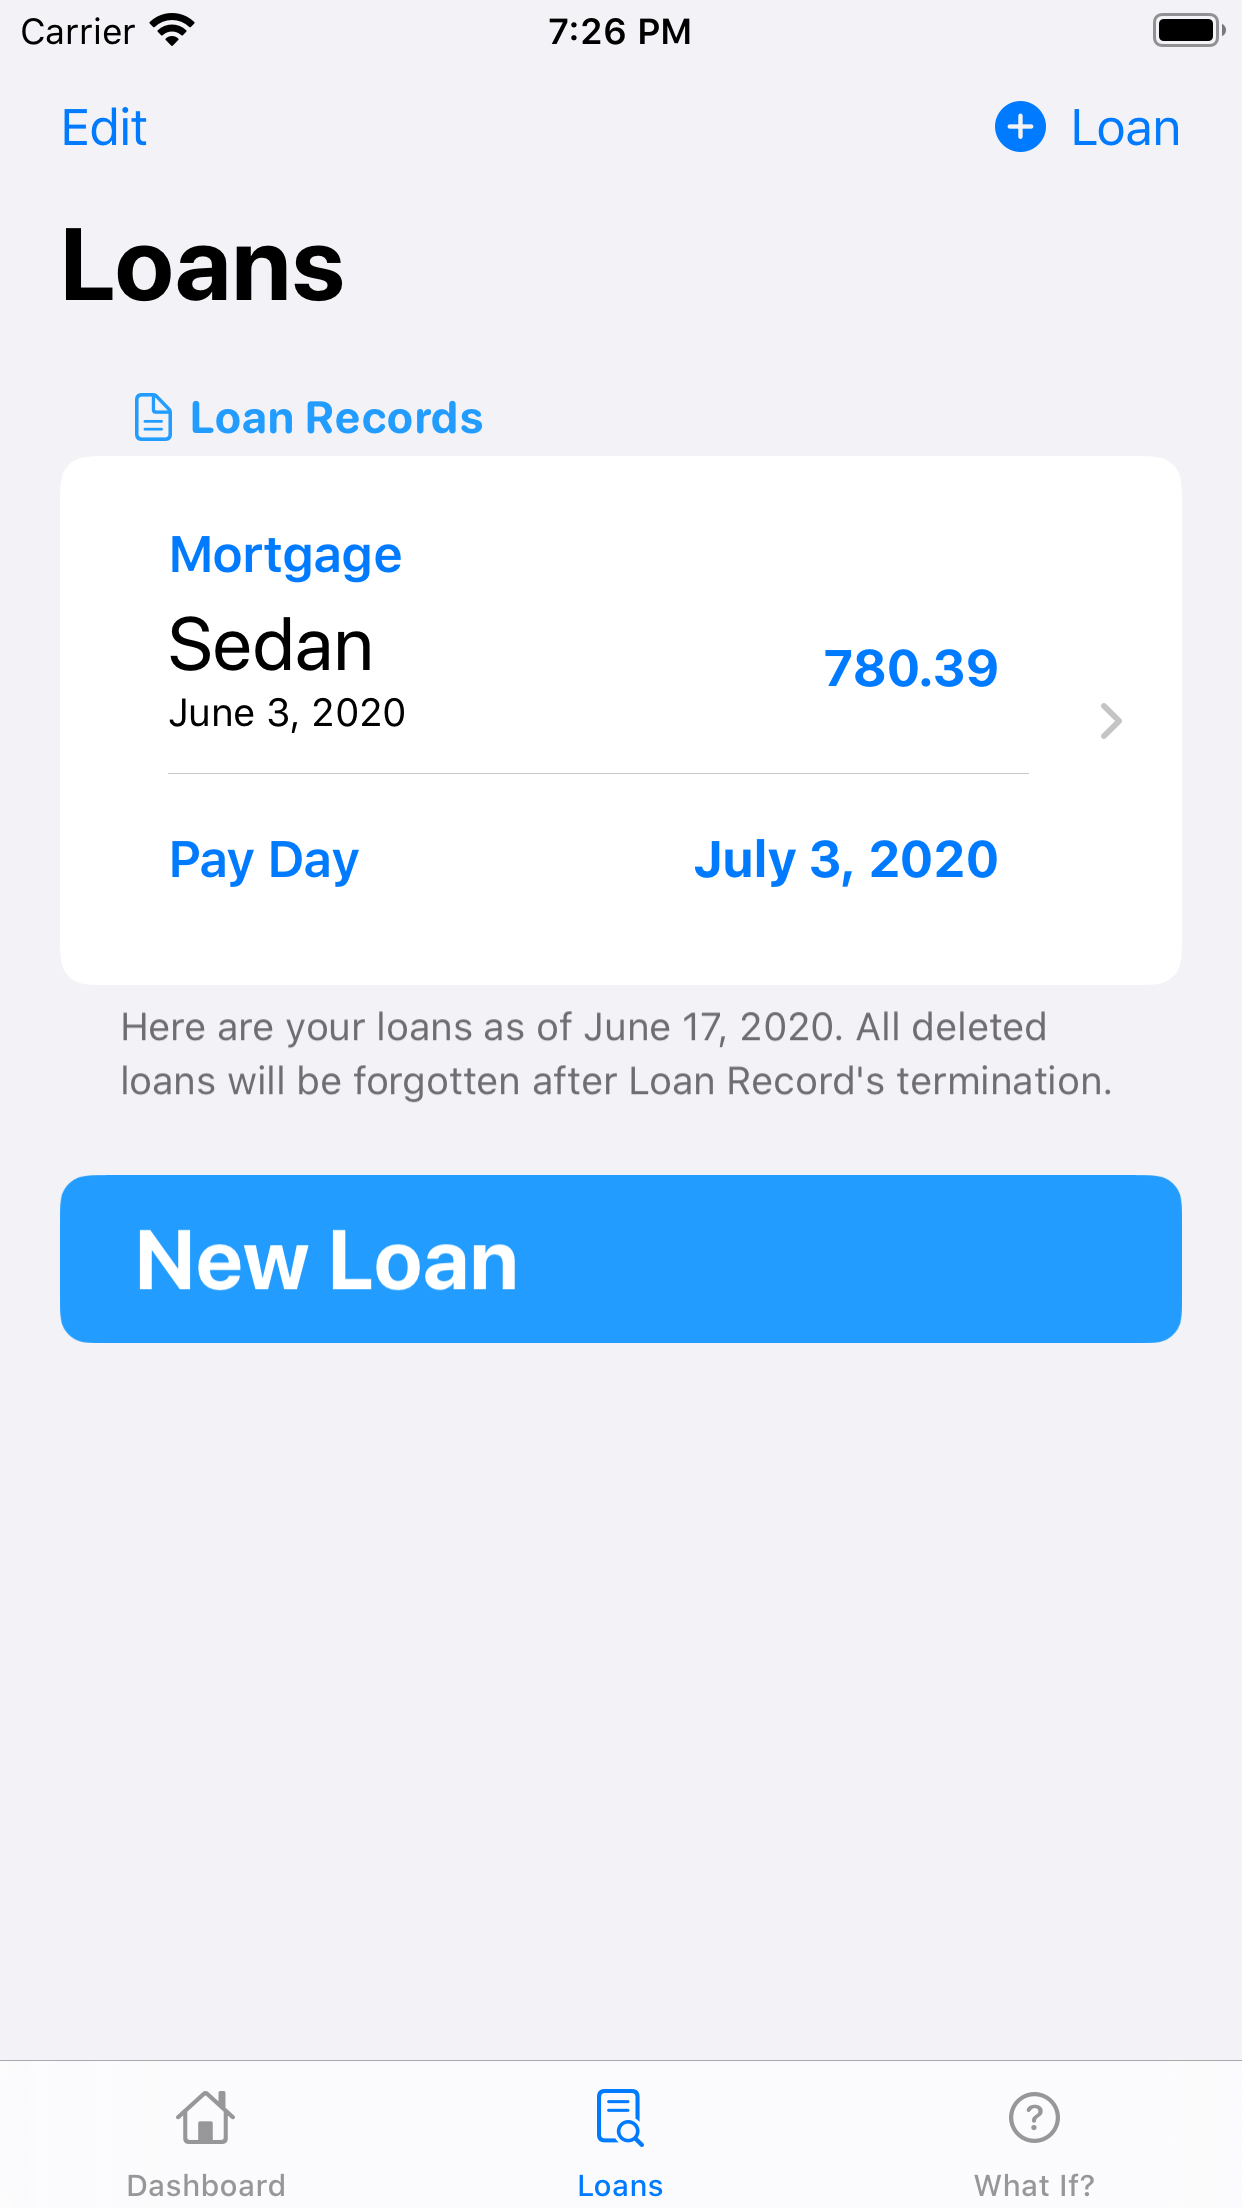 Carrier 7:26 PM
Edit
Loan
Loans
Loan Records
Mortgage
Sedan
780.39
June 3, 2020
Pay Day July 3, 2020
Here are your loans as of June 17, 2020. All deleted
loans will be forgotten after Loan Record's termination.
New Loan
Dashboard
Loans
What If?